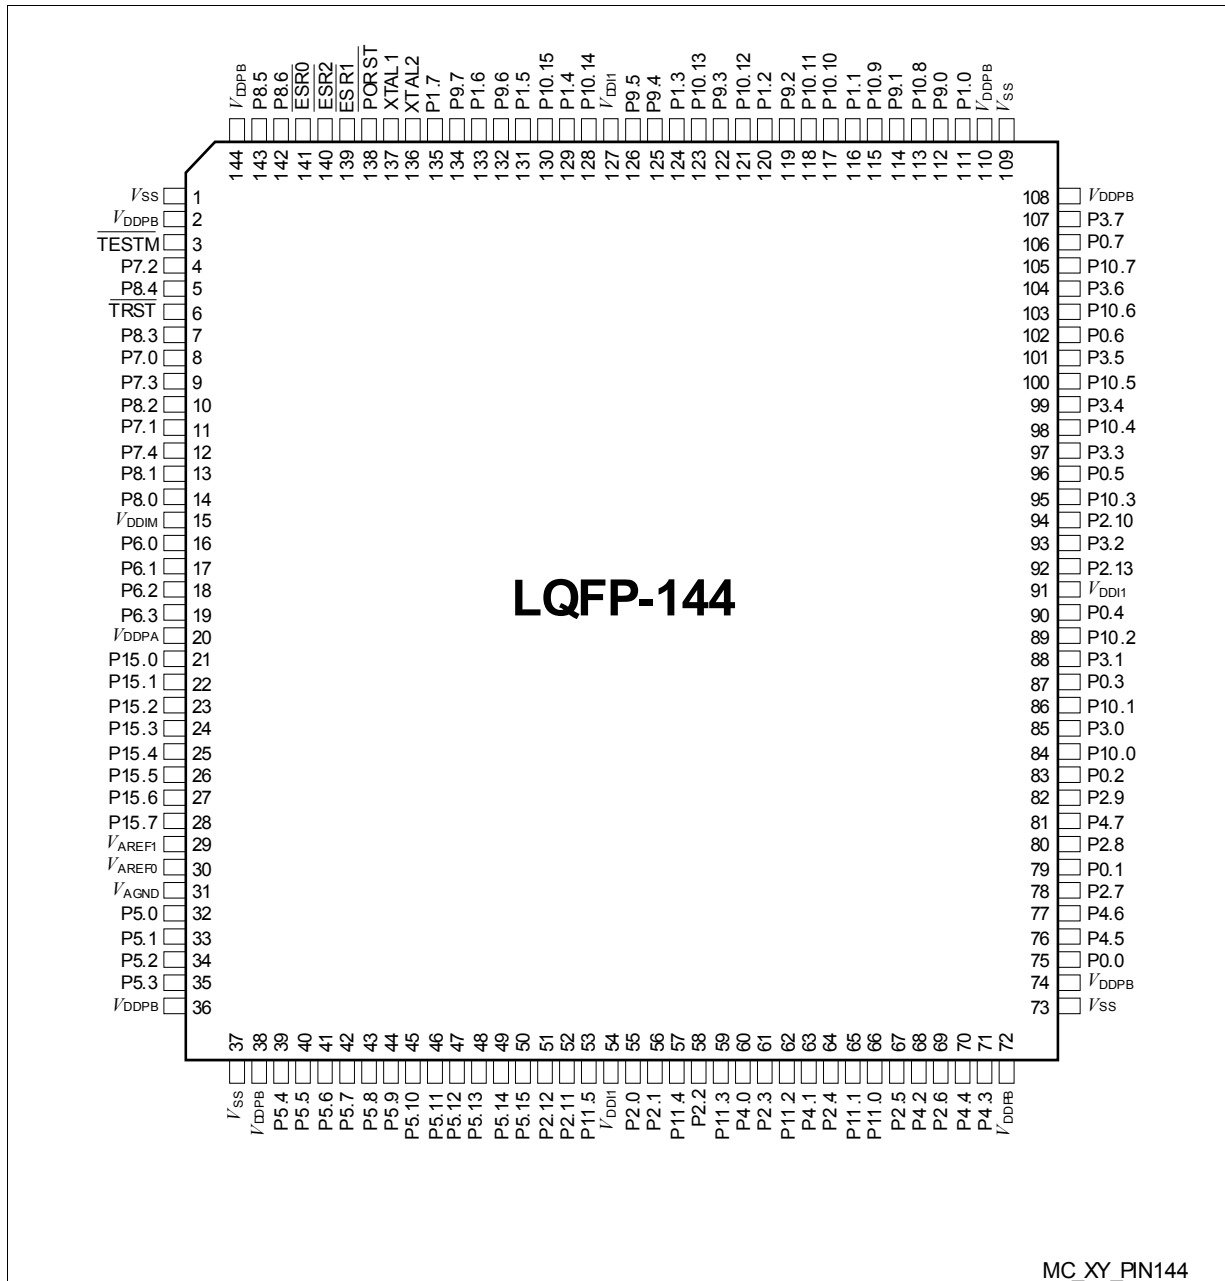 VDDPB P8.5 P8.6 ESR0 ESR2 ESR1 PORST XTAL1 XTAL2 P1.7 P9.7 P1.6 P9.6 P1.5 P10.15 P1.4 P10.14 VDDI1 P9.5 P9.4 P1.3 P10.13 P9.3 P10.12 P1.2 P9.2 P10.11 P10.10 P1.1 P10.9 P9.1 P10.8 P9.0 P1.0 VDDPB VSS
144 143 142 141 140 139 138 137 136 135 134 133 132 131 130 129 128 127 126 125 124 123 122 121 120 119 118 117 116 115 114 113 112 111 110 109
VSS 1
VDDPB 2
TESTM 3
P7.2 4
P8.4 5
TRST 6
P8.3 7
P7.0 8
P7.3 9
P8.2 10
P7.1 11
P7.4 12
P8.1 13
P8.0 14
VDDIM 15
P6.0 16
P6.1 17
P6.2 18
P6.3 19
VDDPA 20
P15.0 21
P15.1 22
P15.2 23
P15.3 24
P15.4 25
P15.5 26
P15.6 27
P15.7 28
VAREF1 29
VAREF0 30
VAGND 31
P5.0 32
P5.1 33
P5.2 34
P5.3 35
VDDPB 36
LQFP-144
108 VDDPB
107 P3.7
106 P0.7
105 P10.7
104 P3.6
103 P10.6
102 P0.6
101 P3.5
100 P10.5
99 P3.4
98 P10.4
97 P3.3
96 P0.5
95 P10.3
94 P2.10
93 P3.2
92 P2.13
91 VDDI1
90 P0.4
89 P10.2
88 P3.1
87 P0.3
86 P10.1
85 P3.0
84 P10.0
83 P0.2
82 P2.9
81 P4.7
80 P2.8
79 P0.1
78 P2.7
77 P4.6
76 P4.5
75 P0.0
74 VDDPB
73 VSS
37 38 39 40 41 42 43 44 45 46 47 48 49 50 51 52 53 54 55 56 57 58 59 60 61 62 63 64 65 66 67 68 69 70 71 72
VSS VDDPB P5.4 P5.5 P5.6 P5.7 P5.8 P5.9 P5.10 P5.11 P5.12 P5.13 P5.14 P5.15 P2.12 P2.11 P11.5 VDDI1 P2.0 P2.1 P11.4 P2.2 P11.3 P4.0 P2.3 P11.2 P4.1 P2.4 P11.1 P11.0 P2.5 P4.2 P2.6 P4.4 P4.3 VDDPB
MC_XY_PIN144